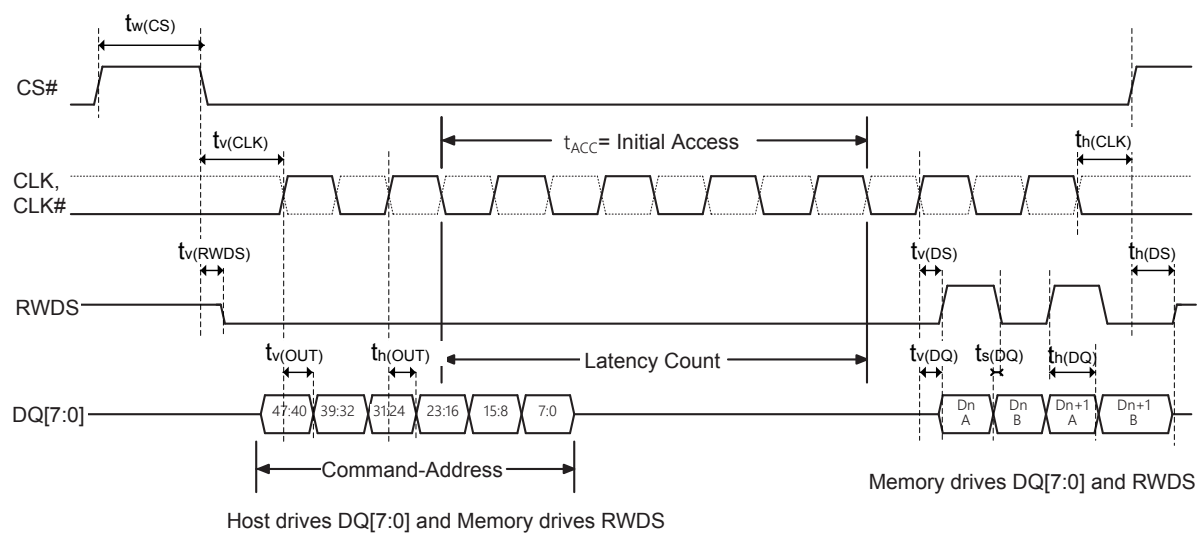 tw(CS)
CS#
tv(CLK)
tACC= Initial Access
th(CLK)
CLK,
CLK#
tv(RWDS)
tv(DS)
th(DS)
RWDS
tv(OUT)
th(OUT)
Latency Count
tv(DQ)
ts(DQ)
th(DQ)
DQ[7:0]
47:40 39:32 31:24 23:16 15:8 7:0
Dn A
Dn B
Dn+1 A
Dn+1 B
Command-Address
Memory drives DQ[7:0] and RWDS
Host drives DQ[7:0] and Memory drives RWDS